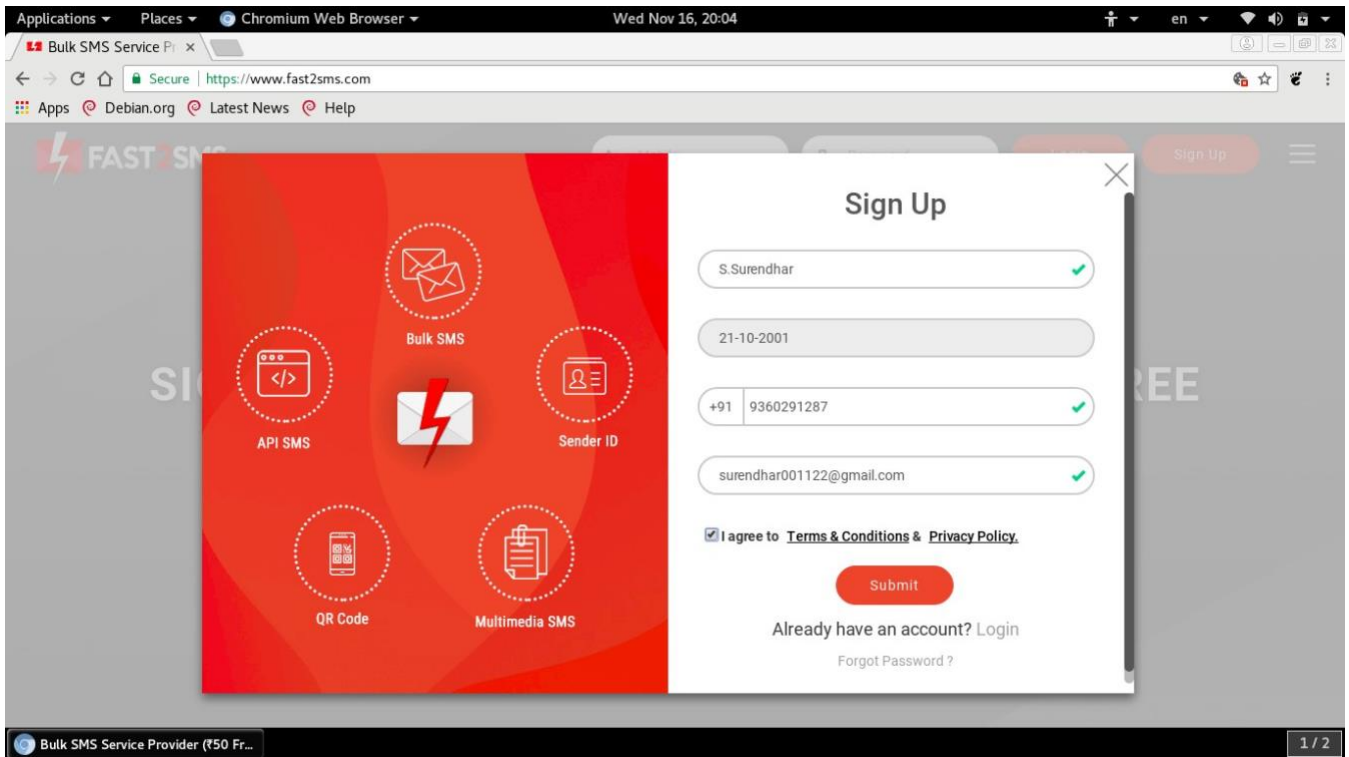 Applications Places Chromium Web Browser Wed Nov 16, 20:04 en
Bulk SMS Service Pr
Secure https://www.fast2sms.com
Apps Debian.org Latest News Help
FAST2SMS Sign Up
SI REE
Sign Up
S.Surendhar
21-10-2001
+91 9360291287
surendhar001122@gmail.com
I agree to Terms & Conditions & Privacy Policy.
Submit
Already have an account? Login
Forgot Password ?
Bulk SMS
API SMS
Sender ID
QR Code
Multimedia SMS
Bulk SMS Service Provider (₹50 Fr...
1 / 2